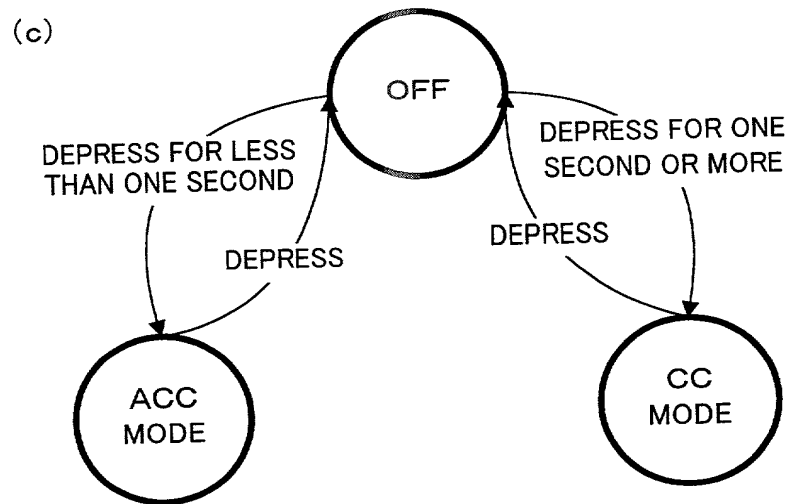 (c)
OFF
DEPRESS FOR LESS
THAN ONE SECOND
DEPRESS FOR ONE
SECOND OR MORE
DEPRESS
DEPRESS
ACC
MODE
CC
MODE